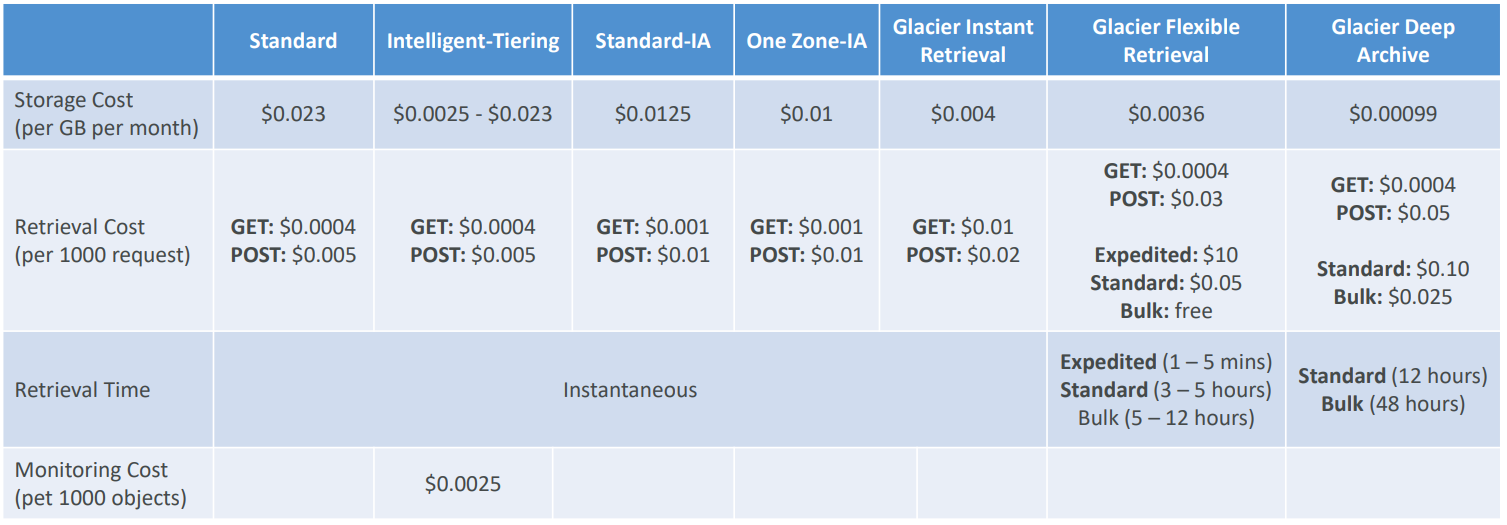 Standard
Intelligent-Tiering
Standard-IA
One Zone-IA
Glacier Instant
Retrieval
Glacier Flexible
Retrieval
Glacier Deep
Archive
Storage Cost
(per GB per month)
$0.023
$0.0025 - $0.023
$0.0125
$0.01
$0.004
$0.0036
$0.00099
Retrieval Cost
(per 1000 request)
GET: $0.0004
POST: $0.005
GET: $0.0004
POST: $0.005
GET: $0.001
POST: $0.01
GET: $0.001
POST: $0.01
GET: $0.01
POST: $0.02
GET: $0.0004
POST: $0.03
Expedited: $10
Standard: $0.05
Bulk: free
GET: $0.0004
POST: $0.05
Standard: $0.10
Bulk: $0.025
Retrieval Time
Instantaneous
Expedited (1 – 5 mins)
Standard (3 – 5 hours)
Bulk (5 – 12 hours)
Standard (12 hours)
Bulk (48 hours)
Monitoring Cost
(pet 1000 objects)
$0.0025